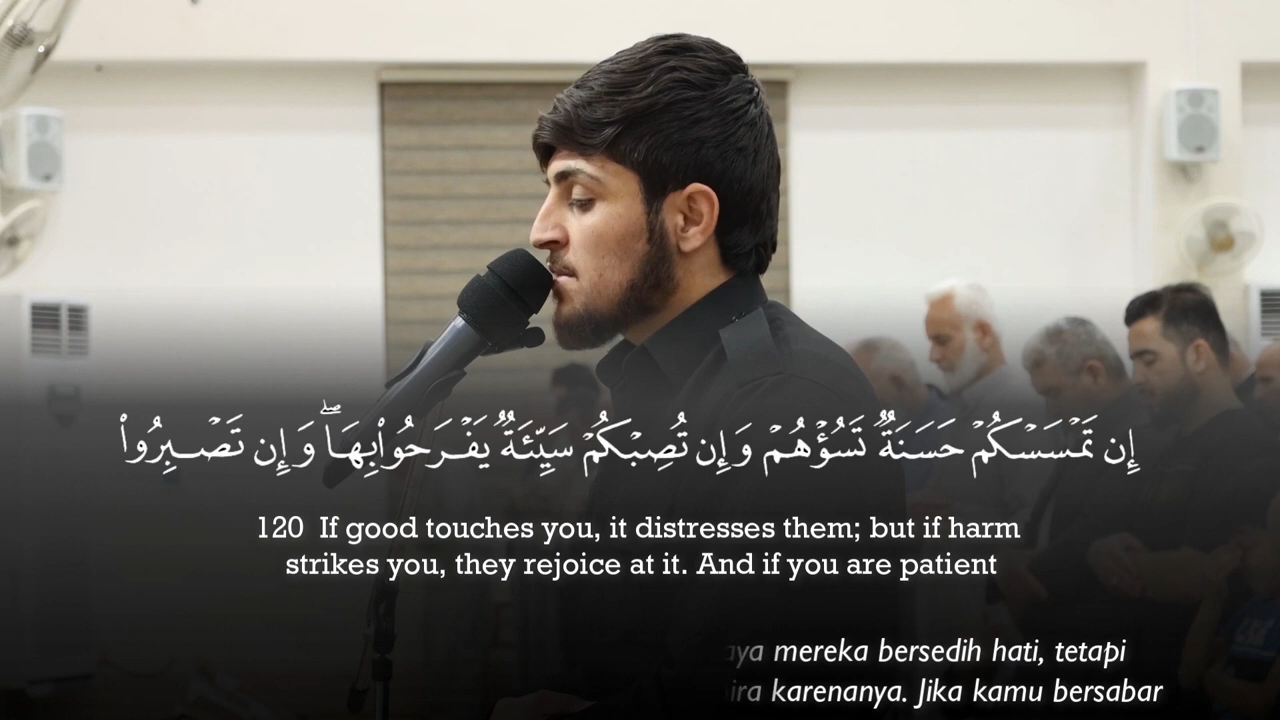 إِن تَمْسَسْكُمْ حَسَنَةٌ تَسُؤْهُمْ وَإِن تُصِبْكُمْ سَيِّئَةٌ يَفْرَحُوا۟ بِهَا ۖ وَإِن تَصْبِرُوا۟
120 If good touches you, it distresses them; but if harm
strikes you, they rejoice at it. And if you are patient
mereka bersedih hati, tetapi
karenanya. Jika kamu bersabar